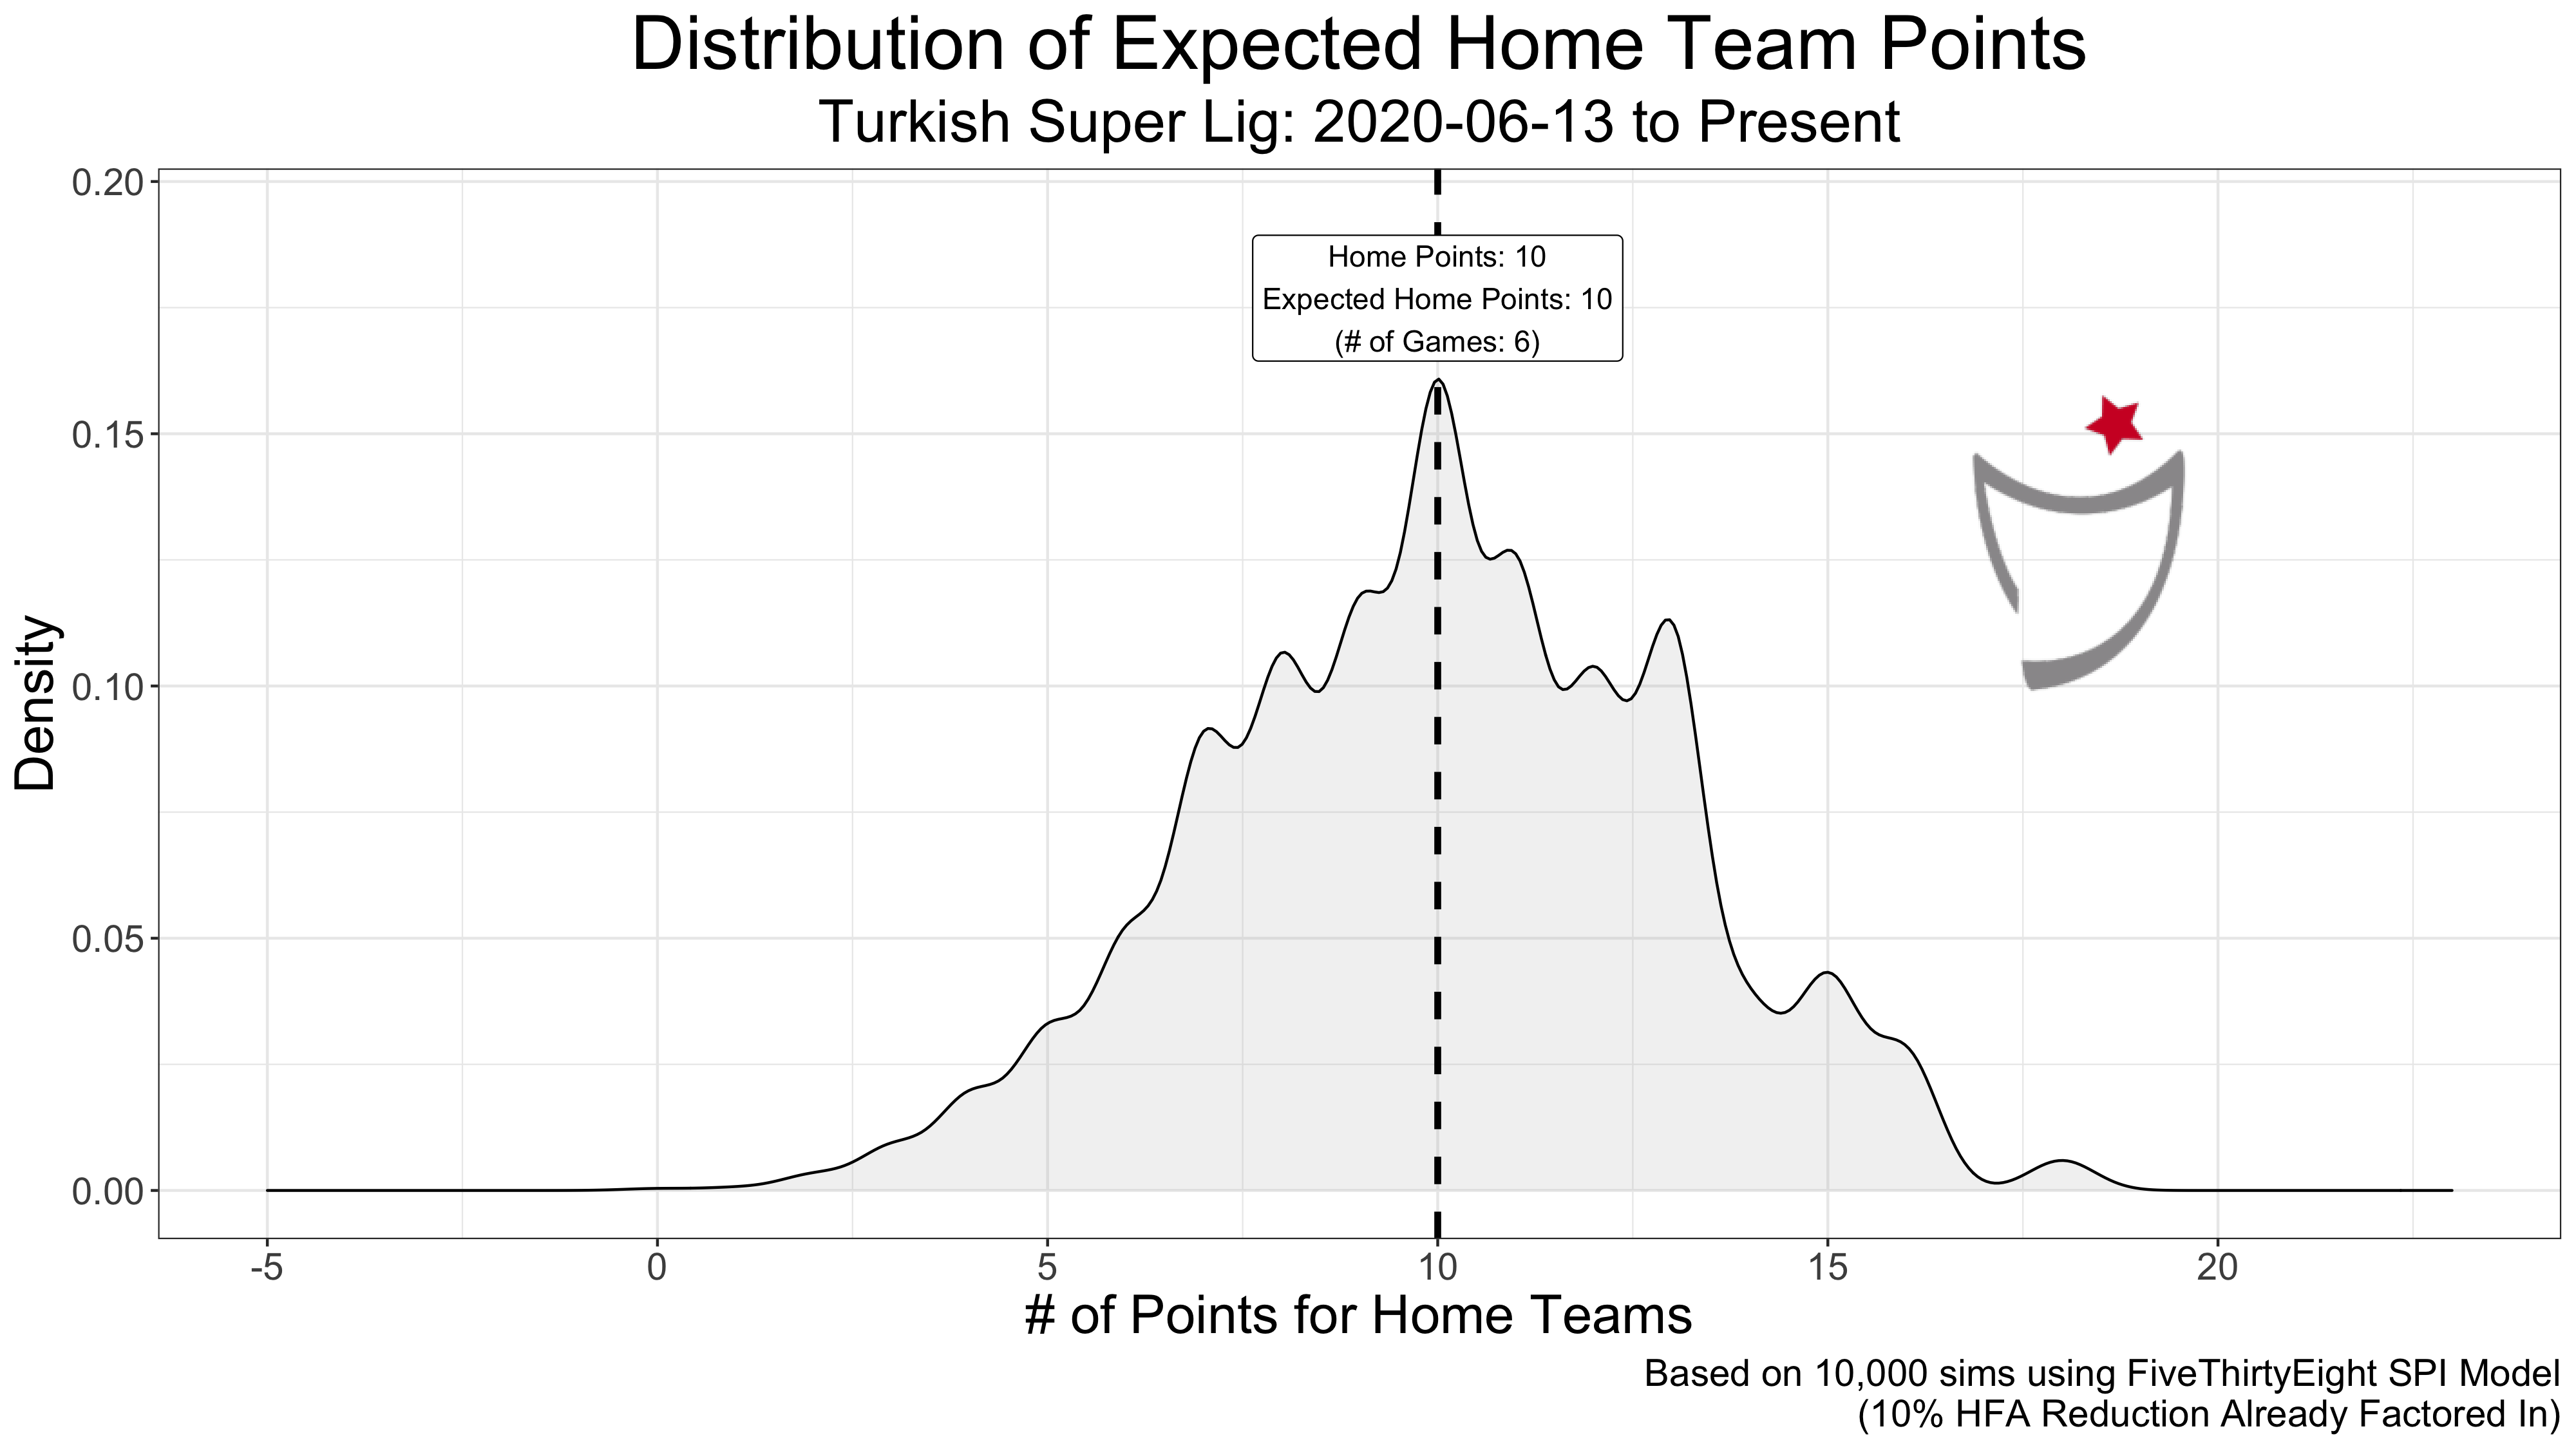 Distribution of Expected Home Team Points
Turkish Super Lig: 2020-06-13 to Present
0.20
0.15
0.10
0.05
0.00
Density
Home Points: 10
Expected Home Points: 10
(# of Games: 6)
-5 0 5 10 15 20
# of Points for Home Teams
Based on 10,000 sims using FiveThirtyEight SPI Model
(10% HFA Reduction Already Factored In)